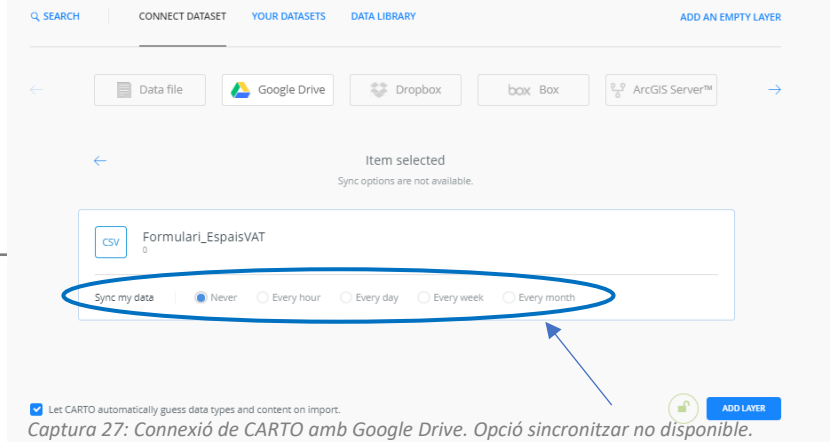 SEARCH CONNECT DATASET YOUR DATASETS DATA LIBRARY ADD AN EMPTY LAYER
Data file Google Drive Dropbox box Box ArcGIS Server™
Item selected
Sync options are not available.
CSV Formulari_EspaisVAT
0
Sync my data Never Every hour Every day Every week Every month
Let CARTO automatically guess data types and content on import. ADD LAYER
Captura 27: Connexió de CARTO amb Google Drive. Opció sincronitzar no disponible.